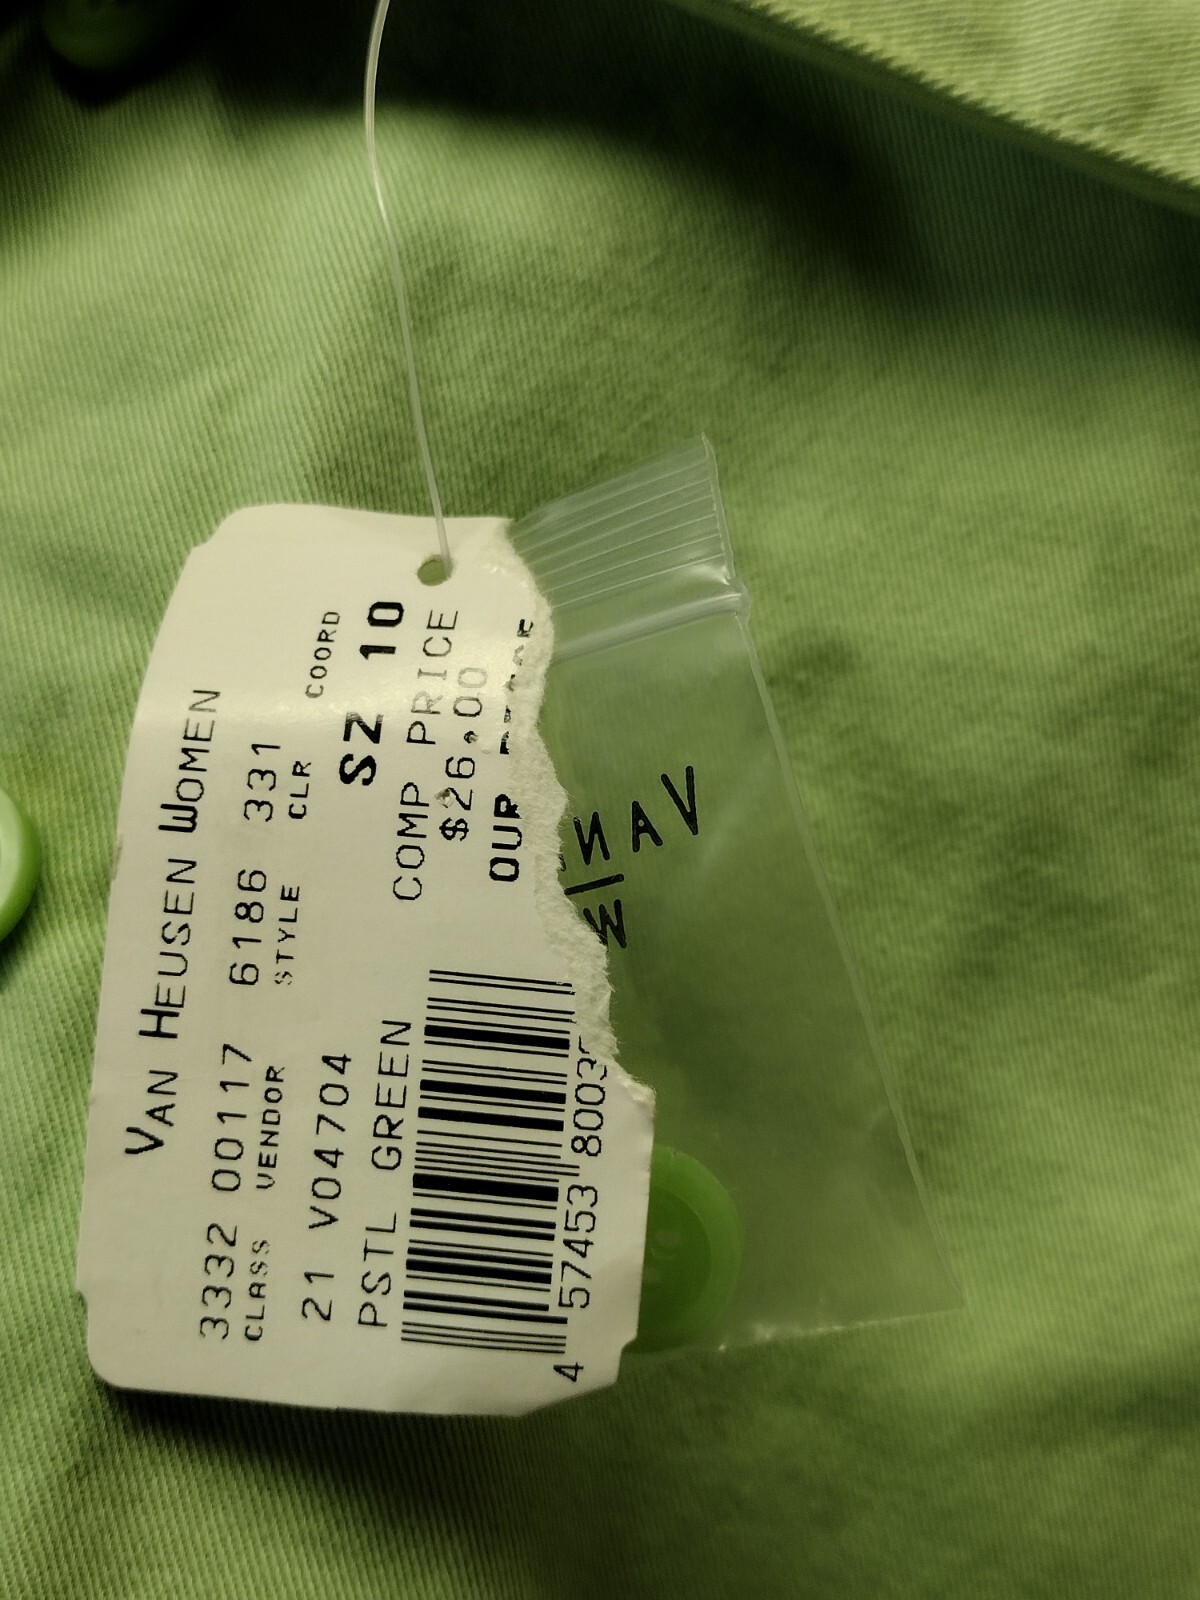 VAN HEUSEN WOMEN
3332 00117 6186 331
CLASS VENDOR STYLE CLR
COORD
21 V04704
SZ 10
PSTL GREEN
COMP PRICE
$26.00
OUR
4 57453 8003
VAN
W